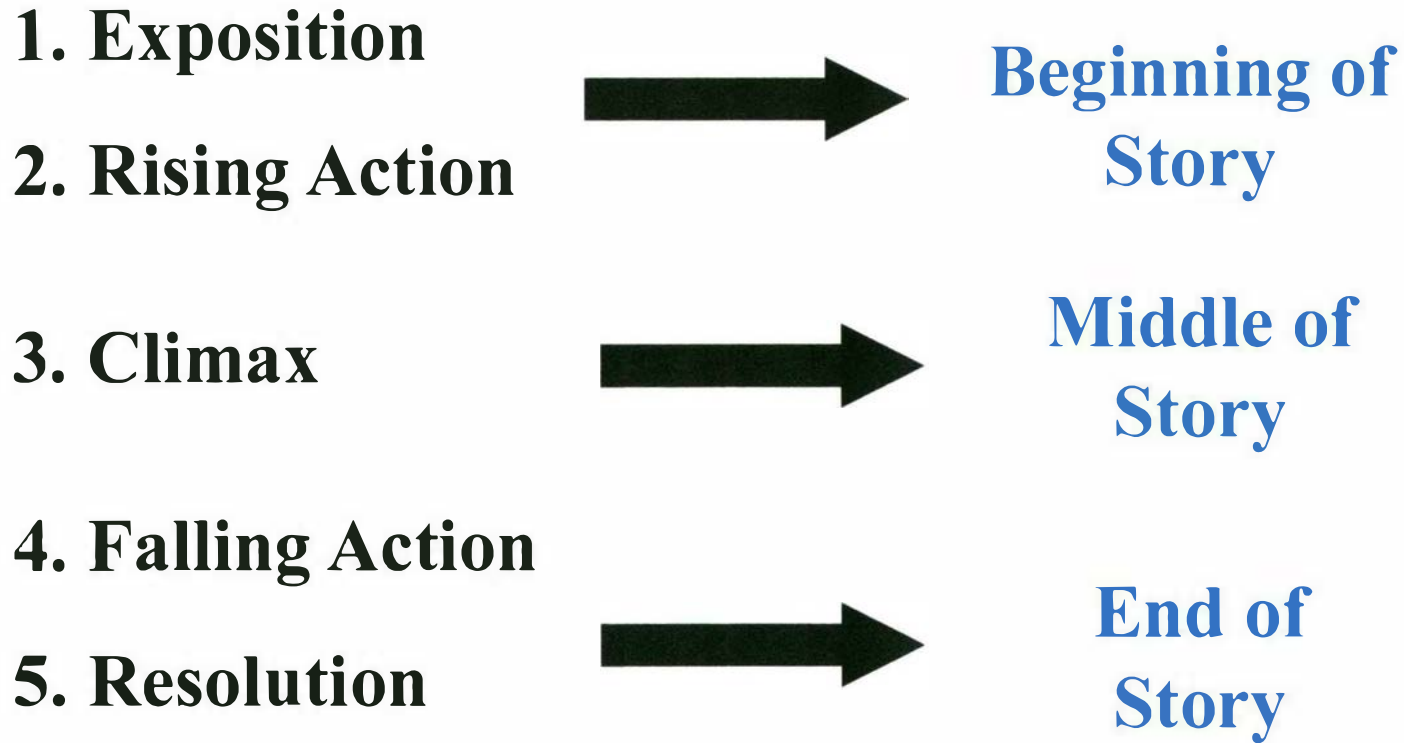 1. Exposition
2. Rising Action
Beginning of
Story
3. Climax
Middle of
Story
4. Falling Action
5. Resolution
End of
Story